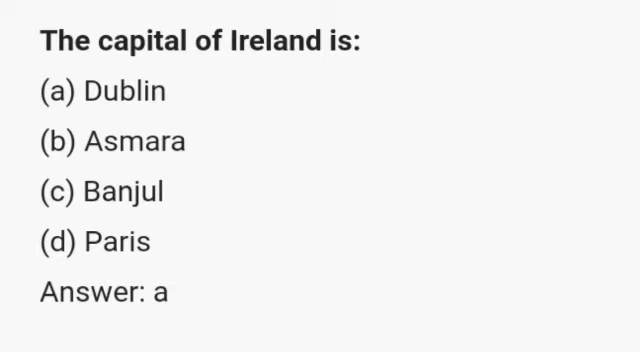 The capital of Ireland is:
(a) Dublin
(b) Asmara
(c) Banjul
(d) Paris
Answer: a